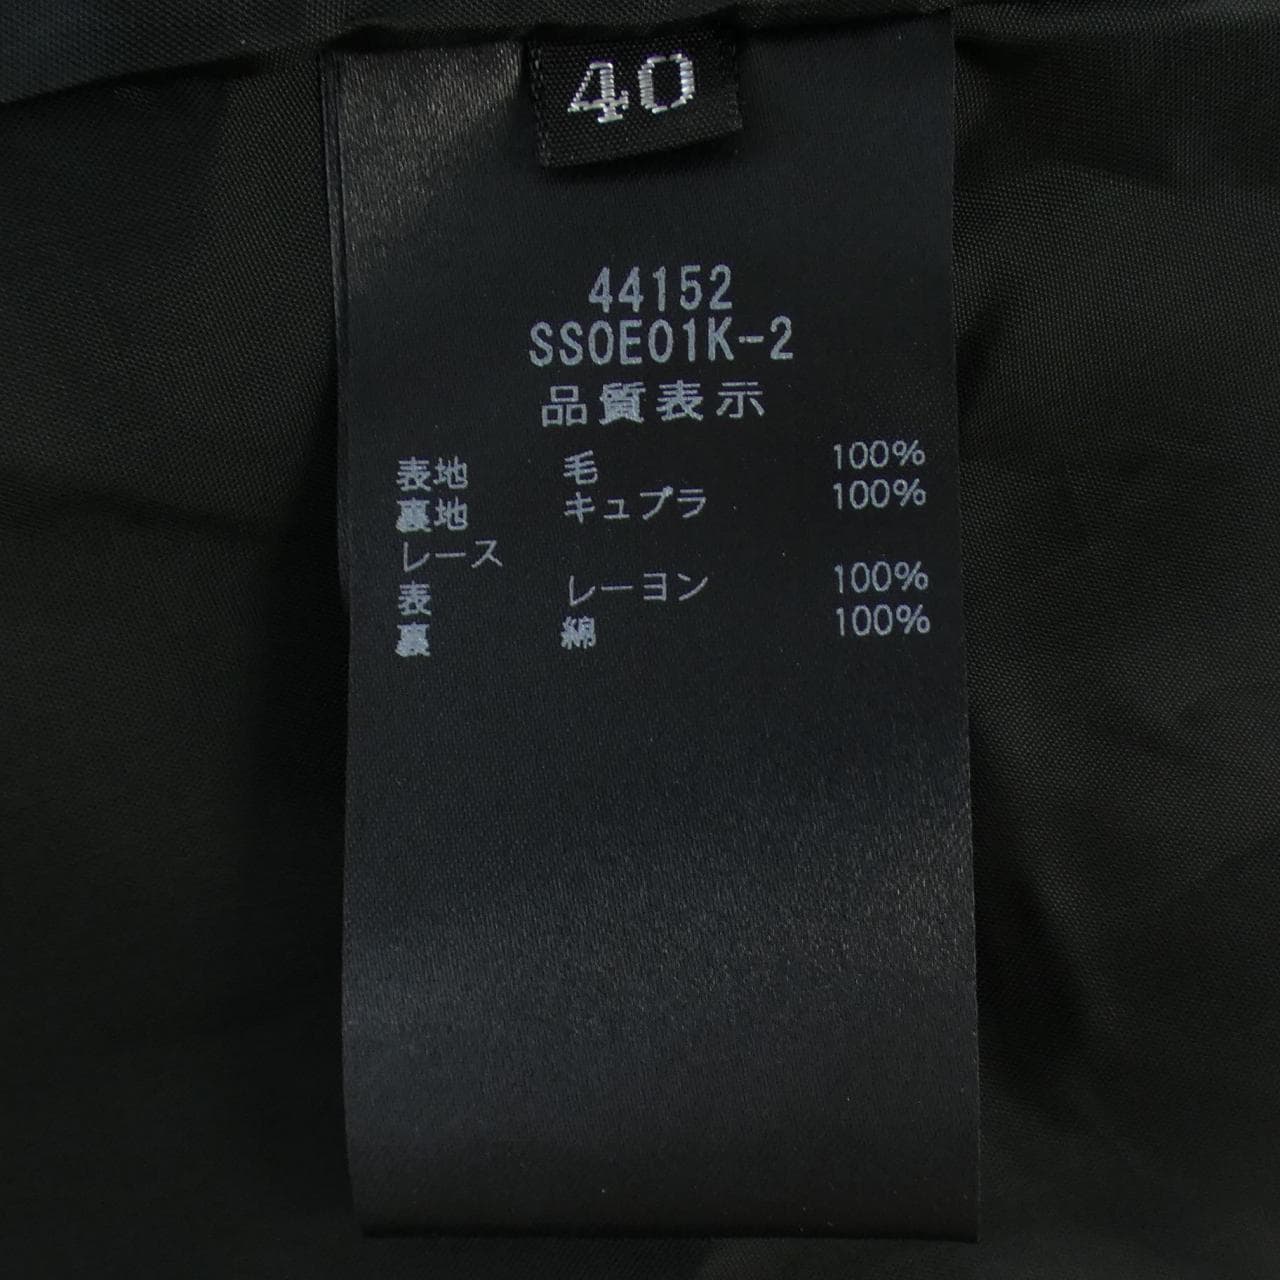 40
44152
SS0E01K-2
品質表示
表地 毛 100%
裏地 キュプラ 100%
レース
表 レーヨン 100%
裏 綿 100%